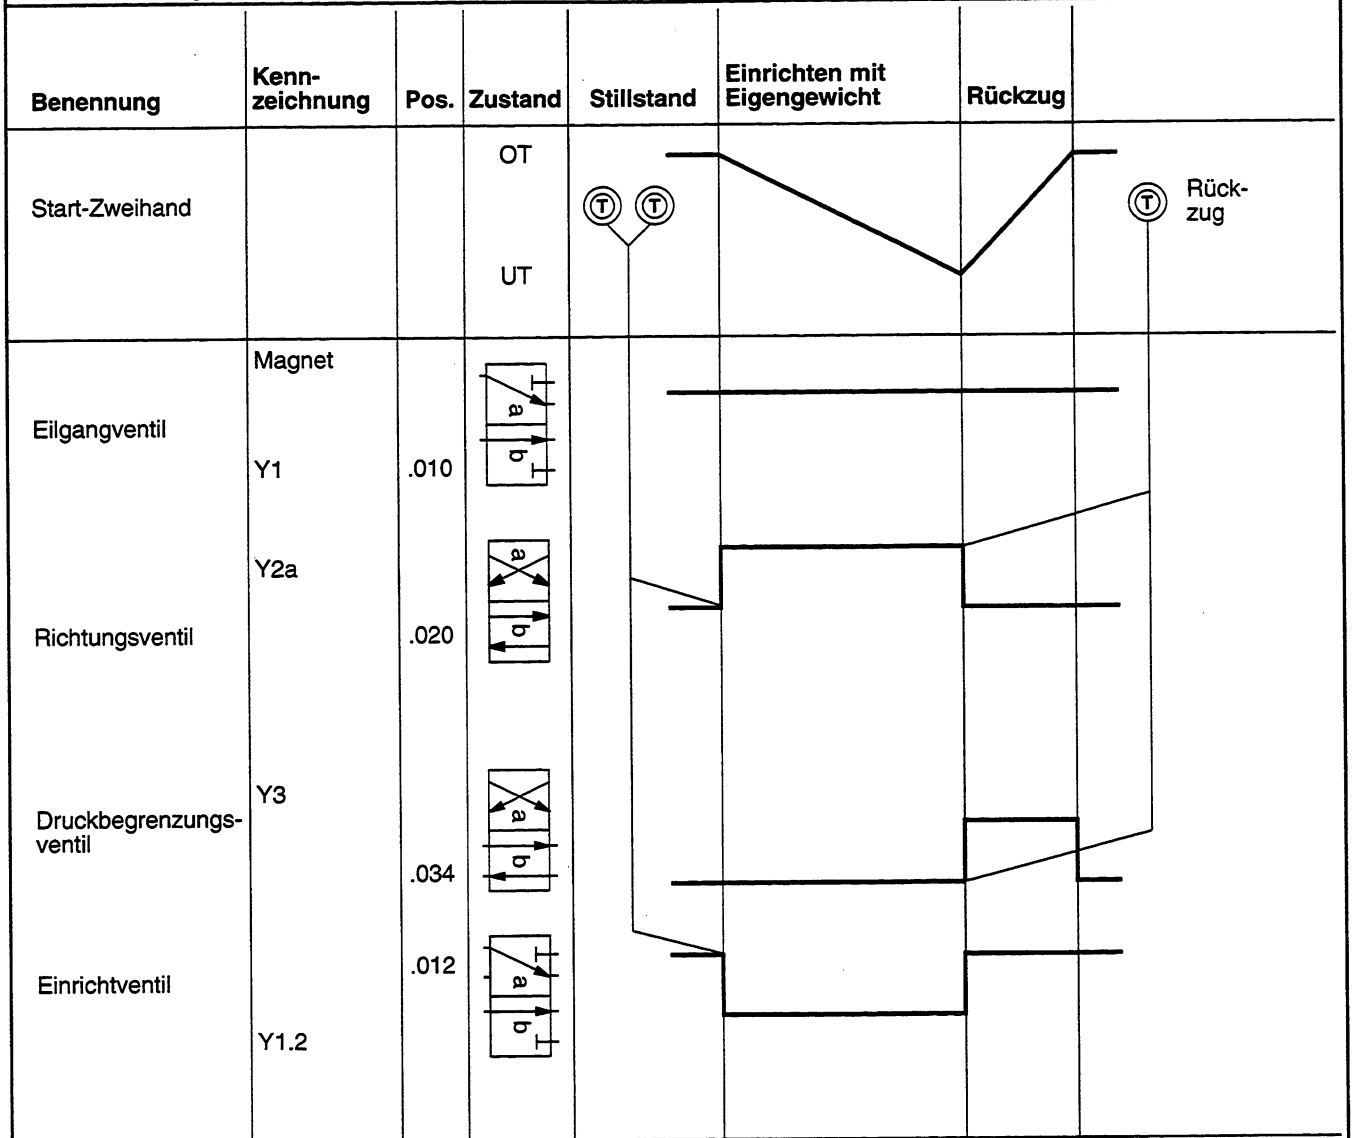 Benennung
Kenn-
zeichnung
Pos.
Zustand
Stillstand
Einrichten mit
Eigengewicht
Rückzug
Start-Zweihand
OT
UT
T
T
T
Rück-
zug
Magnet
Eilgangventil
Y1
.010
a
b
Y2a
Richtungsventil
.020
a
b
Y3
Druckbegrenzungs-
ventil
.034
a
b
Einrichtventil
.012
Y1.2
a
b